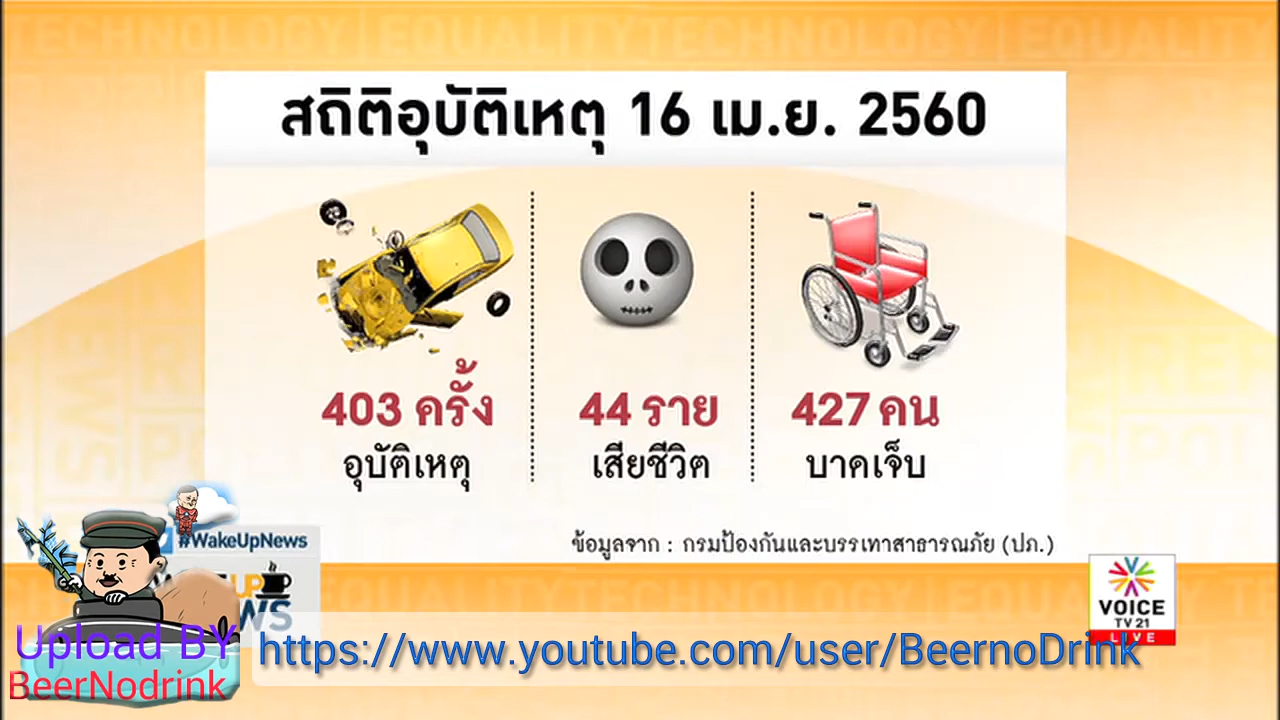 TECHNOLOGY | EQUALITY TECHNOLOGY | EQUALITY
สถิติอุบัติเหตุ 16 เม.ย. 2560
403 ครั้ง
อุบัติเหตุ
44 ราย
เสียชีวิต
427 คน
บาดเจ็บ
ข้อมูลจาก : กรมป้องกันและบรรเทาสาธารณภัย (ปภ.)
#WakeUpNews
VOICE
TV 21
LIVE
Upload BY
BeerNodrink
https://www.youtube.com/user/BeernoDrink